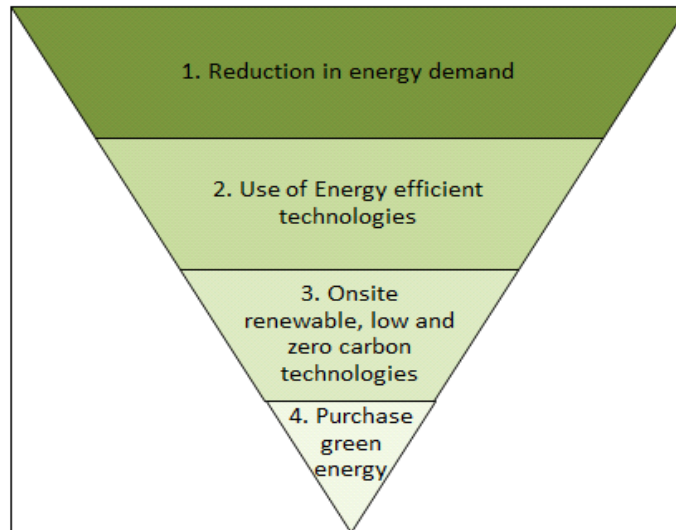 1. Reduction in energy demand
2. Use of Energy efficient
technologies
3. Onsite
renewable, low and
zero carbon
technologies
4. Purchase
green
energy